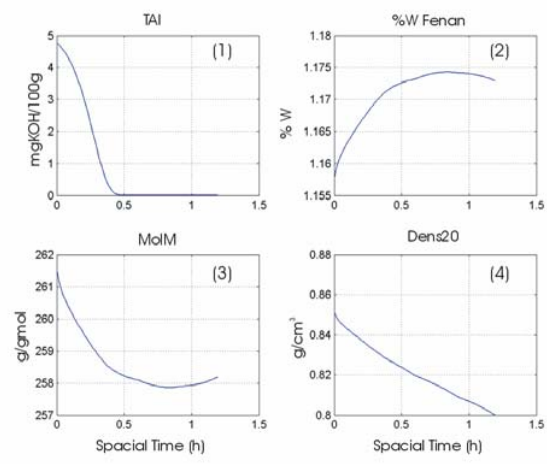 TAI
(1)
mgKOH/100g
5
4
3
2
1
0
0 0.5 1 1.5
%W Fenan
(2)
% W
1.18
1.175
1.17
1.165
1.16
1.155
0 0.5 1 1.5
MolM
(3)
g/gmol
262
261
260
259
258
257
0 0.5 1 1.5
Spacial Time (h)
Dens20
(4)
g/cm³
0.88
0.86
0.84
0.82
0.8
0 0.5 1 1.5
Spacial Time (h)